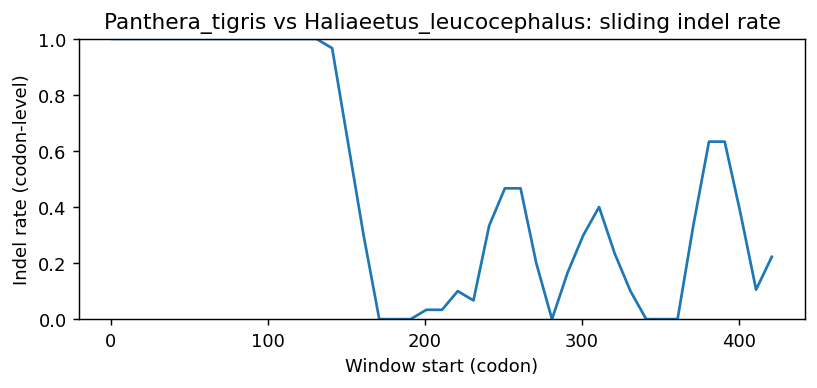 Panthera_tigris vs Haliaeetus_leucocephalus: sliding indel rate
Indel rate (codon-level)
1.0
0.8
0.6
0.4
0.2
0.0
0 100 200 300 400
Window start (codon)